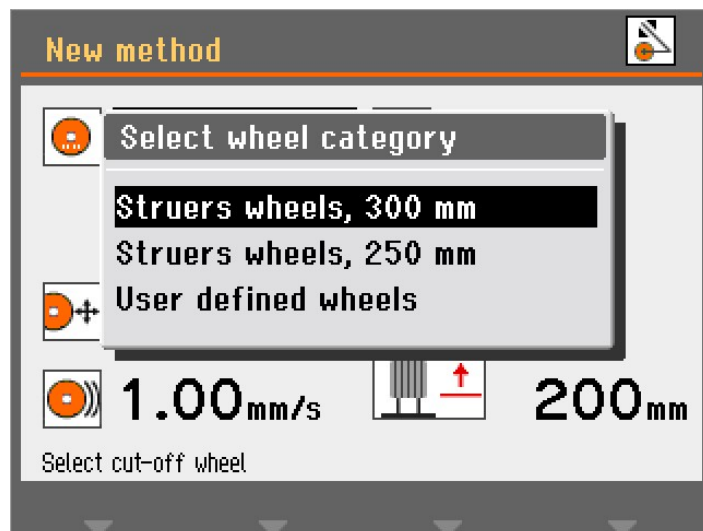 New method
Select wheel category
Struers wheels, 300 mm
Struers wheels, 250 mm
User defined wheels
1.00mm/s
200mm
Select cut-off wheel